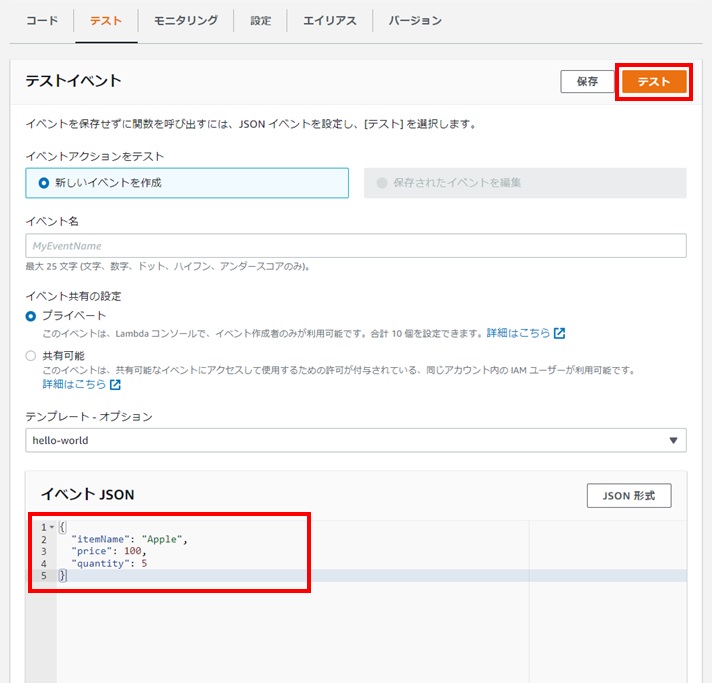 コード テスト モニタリング 設定 エイリアス バージョン
テストイベント 保存 テスト
イベントを保存せずに関数を呼び出すには、JSON イベントを設定し、[テスト] を選択します。
イベントアクションをテスト
新しいイベントを作成 保存されたイベントを編集
イベント名
MyEventName
最大 25 文字 (文字、数字、ドット、ハイフン、アンダースコアのみ)。
イベント共有の設定
プライベート
このイベントは、Lambda コンソールで、イベント作成者のみが利用可能です。合計 10 個を設定できます。詳細はこちら
共有可能
このイベントは、共有可能なイベントにアクセスして使用するための許可が付与されている、同じアカウント内の IAM ユーザーが利用可能です。
詳細はこちら
テンプレート - オプション
hello-world
イベント JSON JSON 形式
1 {
2 "itemName": "Apple",
3 "price": 100,
4 "quantity": 5
5 }